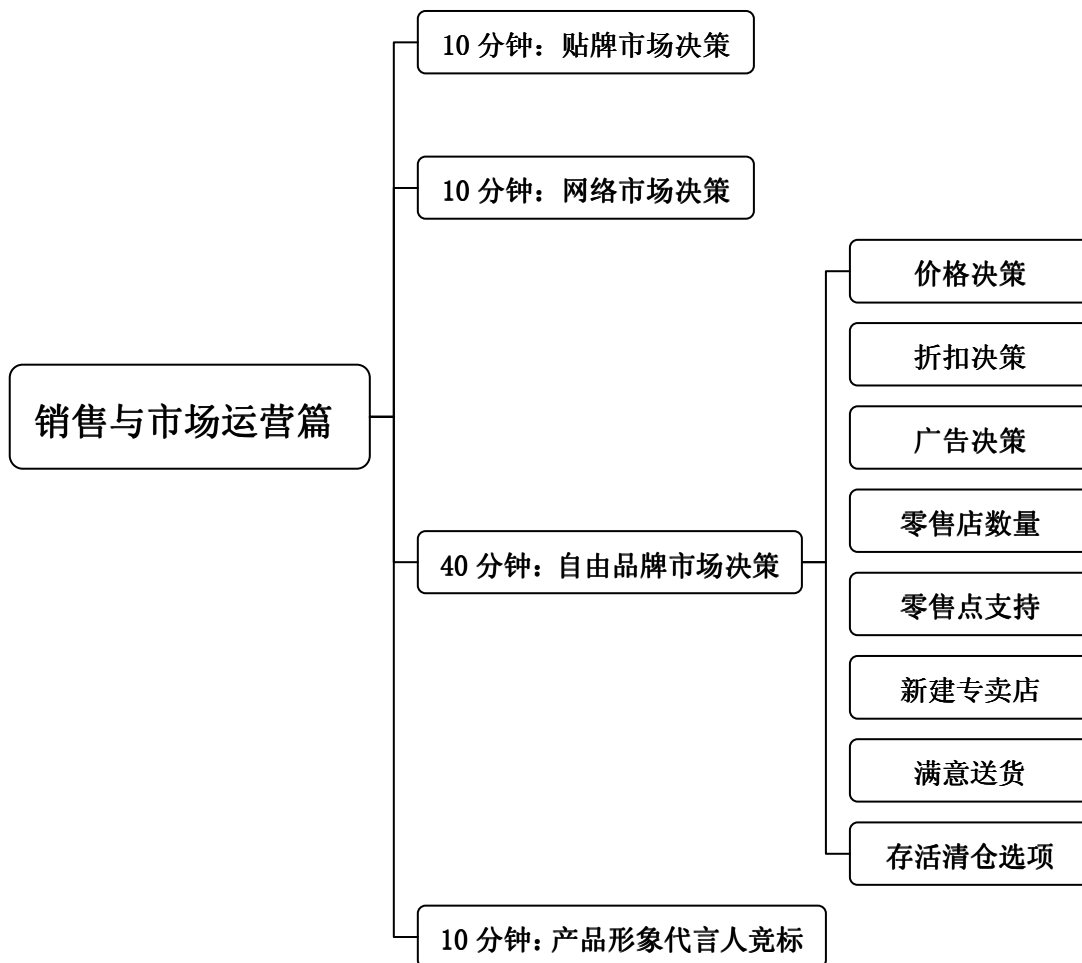 销售与市场运营篇
10 分钟：贴牌市场决策
10 分钟：网络市场决策
40 分钟：自由品牌市场决策
价格决策
折扣决策
广告决策
零售店数量
零售点支持
新建专卖店
满意送货
存活清仓选项
10 分钟：产品形象代言人竞标